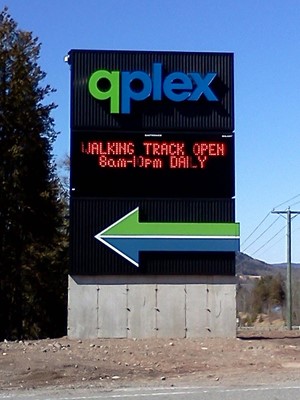 qplex
WALKING TRACK OPEN
8am-10pm DAILY